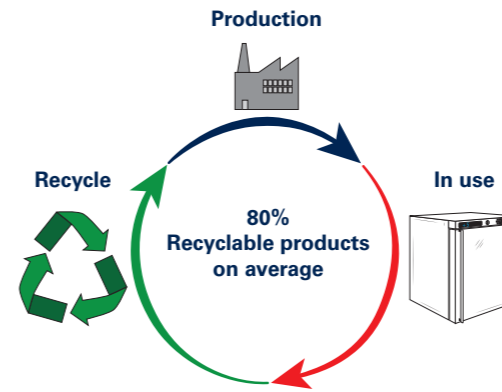 Production
Recycle
In use
80%
Recyclable products
on average